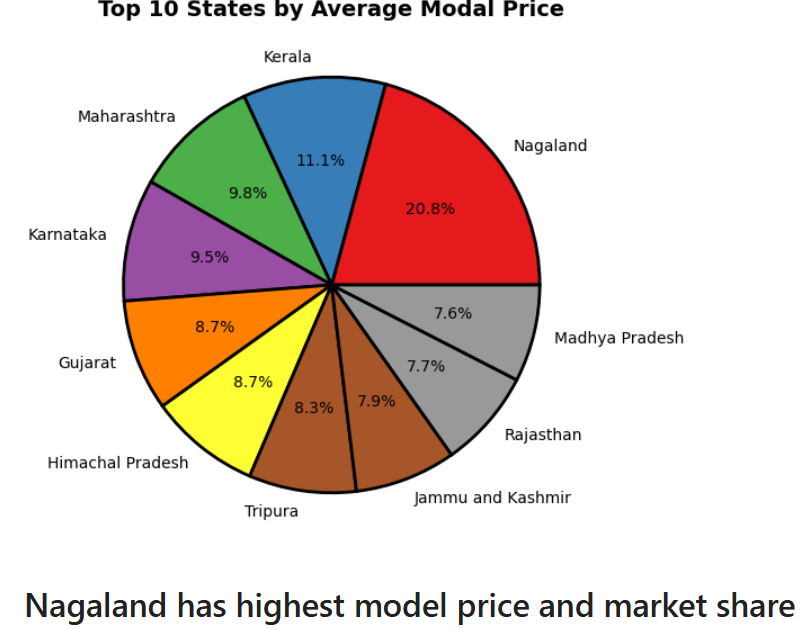 Top 10 States by Average Modal Price
Kerala
Maharashtra
Nagaland
11.1%
9.8%
20.8%
Karnataka
9.5%
8.7%
7.6%
Madhya Pradesh
Gujarat
8.7%
7.7%
8.3%
7.9%
Rajasthan
Himachal Pradesh
Jammu and Kashmir
Tripura
Nagaland has highest model price and market share